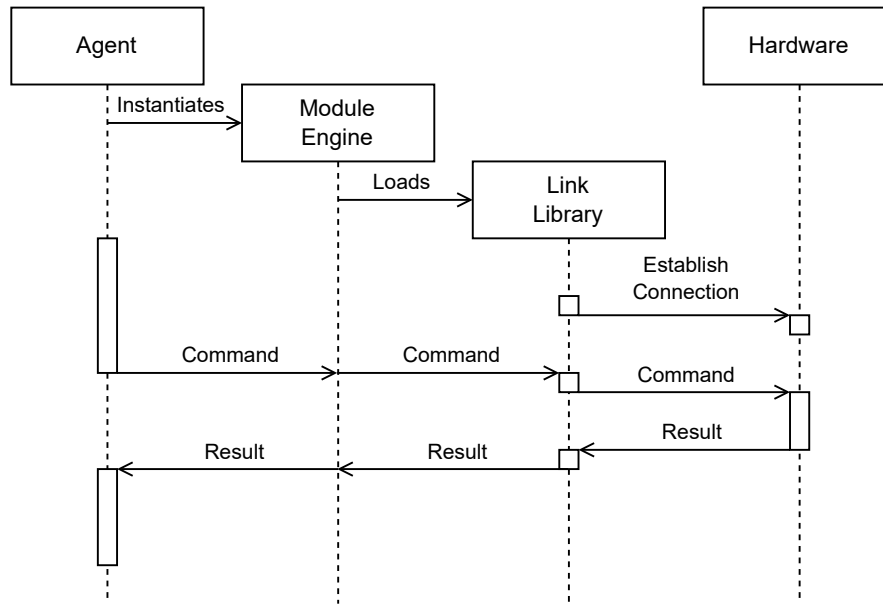 Agent
Hardware
Instantiates
Module
Engine
Loads
Link
Library
Establish
Connection
Command
Command
Command
Result
Result
Result